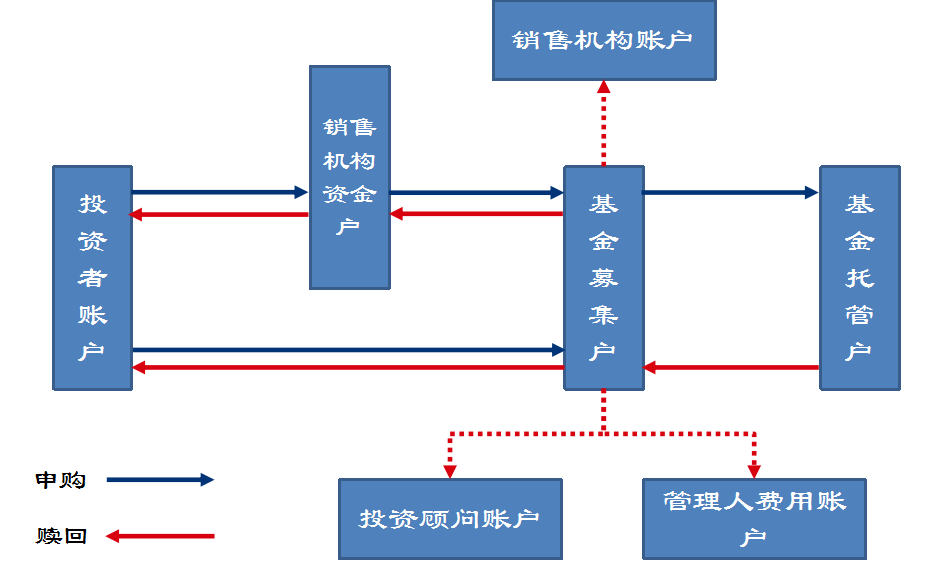 销售机构账户
销售
机构
资金
户
投
资
者
账
户
基
金
募
集
户
基
金
托
管
户
申购
赎回
投资顾问账户
管理人费用账
户